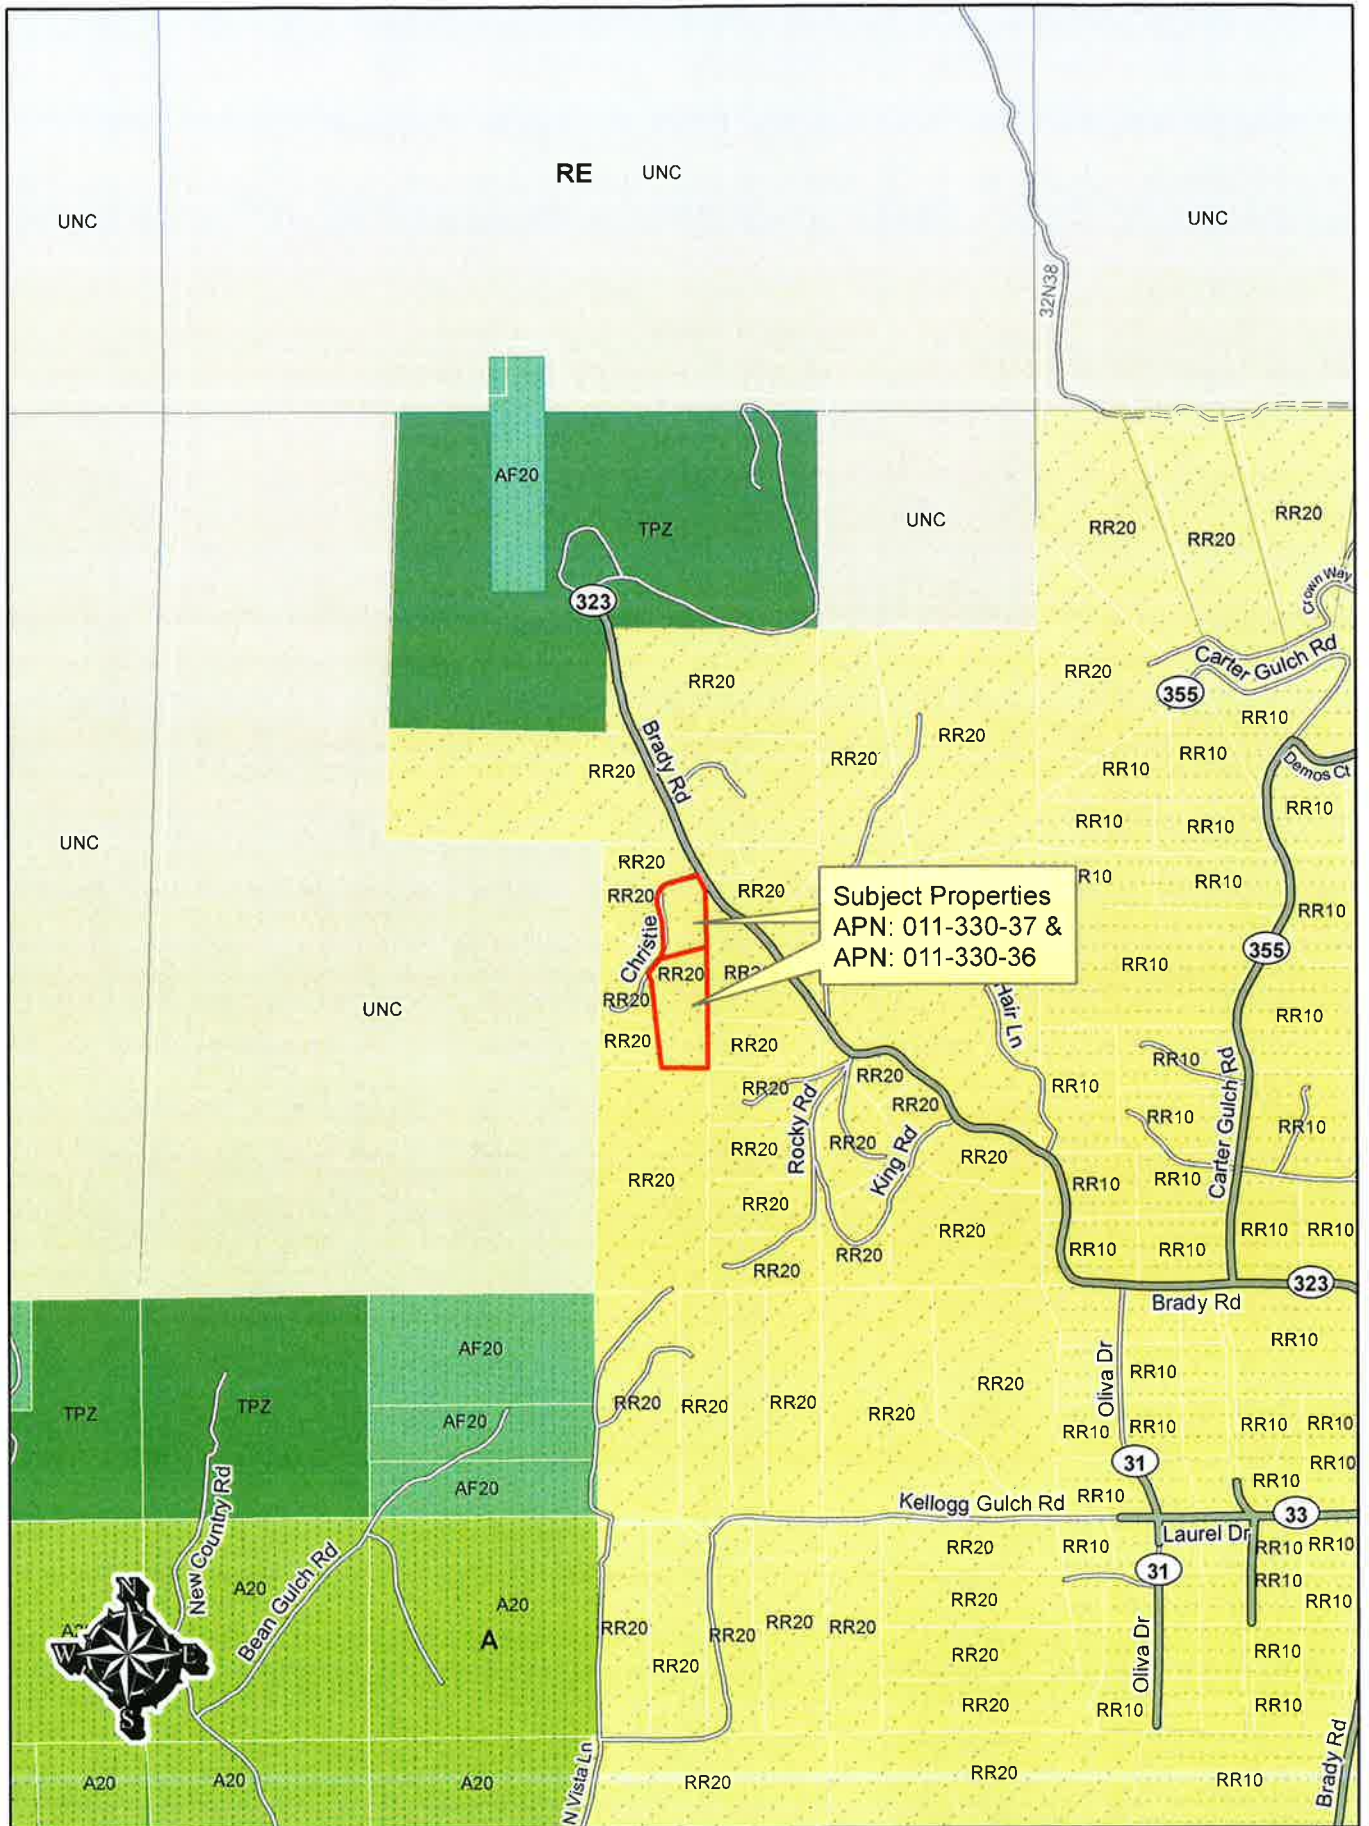 RE UNC
UNC
UNC
32N38
AF20
TPZ
UNC
RR20
RR20
RR20
Crown Way
323
Carter Gulch Rd
RR20
RR20
355
RR10
Brady Rd
RR20
RR20
RR10
RR10
Demos Ct
RR20
RR10
RR10
RR10
UNC
RR20
RR20
RR20
Subject Properties
APN: 011-330-37 &
APN: 011-330-36
R10
RR10
RR10
Christie
355
RR20
RR10
RR20
UNC
Hair Ln
RR10
RR20
RR20
RR10
RR20
RR20
RR10
Carter Gulch Rd
Rocky Rd
RR20
RR10
RR10
RR20
RR20
King Rd
RR20
RR20
RR10
RR10
RR20
RR20
RR10
RR10
RR20
RR10
RR10
RR20
323
Brady Rd
RR10
AF20
Oliva Dr
RR10
RR20
TPZ
TPZ
RR20
RR20
RR20
RR20
AF20
RR10
RR10
RR10
RR10
31
RR10
RR10
AF20
Kellogg Gulch Rd
RR10
33
New Country Rd
Laurel Dr
RR20
RR10
RR10
RR10
Bean Gulch Rd
31
RR10
N
A20
A20
RR20
RR10
A
RR20
RR20
RR20
RR20
W
E
RR20
RR10
RR20
Oliva Dr
S
RR20
RR10
RR10
N Vista Ln
Brady Rd
A20
A20
A20
RR20
RR20
RR10